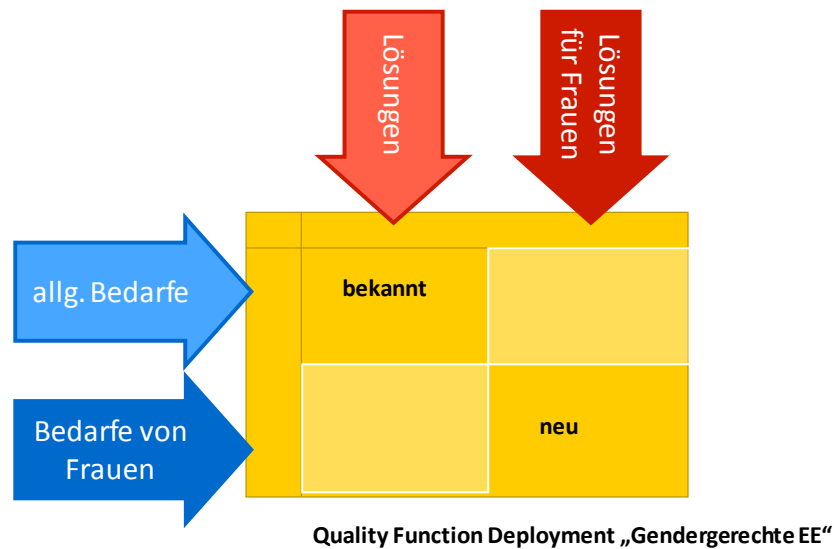 Lösungen
Lösungen
für Frauen
allg. Bedarfe
bekannt
Bedarfe von
Frauen
neu
Quality Function Deployment „Gendergerechte EE“